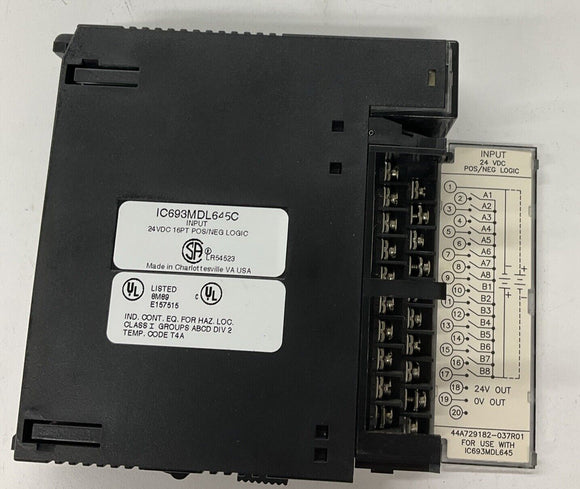 IC693MDL645C
INPUT
24VDC 16PT POS/NEG LOGIC
SA ® LR54523
Made in Charlottesville VA USA
UL LISTED C UL
8M89
E157515
IND. CONT. EQ. FOR HAZ. LOC.
CLASS I GROUPS ABCD DIV 2
TEMP. CODE T4A
INPUT
24 VDC
POS/NEG LOGIC
1
2 A1
3 A2
4 A3
5 A4
6 A5
7 A6
8 A7
9 A8
10 B1
11 B2
12 B3
13 B4
14 B5
15 B6
16 B7
17 B8
18 24V OUT
19 0V OUT
20
44A729182-037R01
FOR USE WITH
IC693MDL645